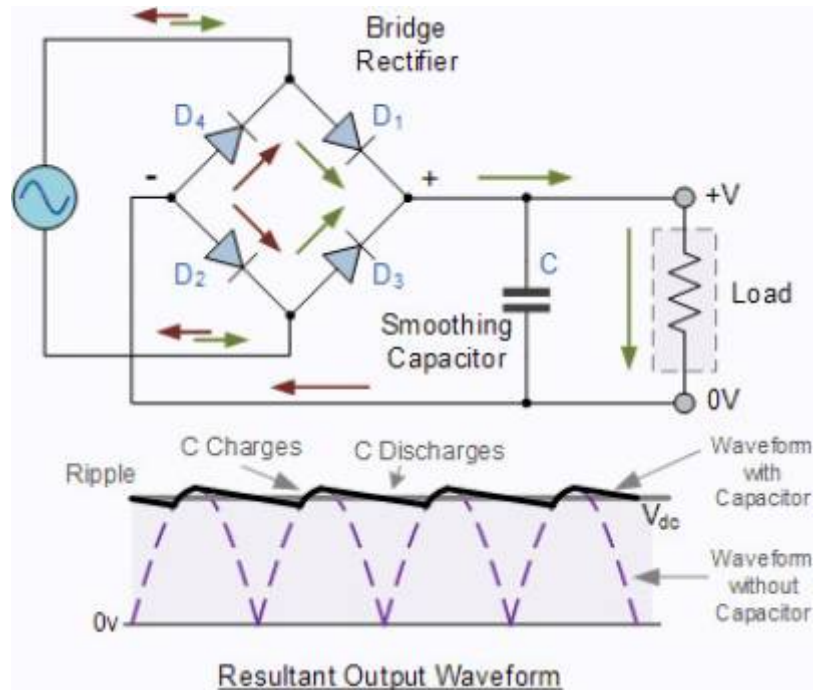 Bridge
Rectifier
D4
D1
-
+
+V
D2
D3
C
Load
Smoothing
Capacitor
0V
C Charges
C Discharges
Waveform
with
Capacitor
Ripple
Vdc
Waveform
without
Capacitor
0v
Resultant Output Waveform